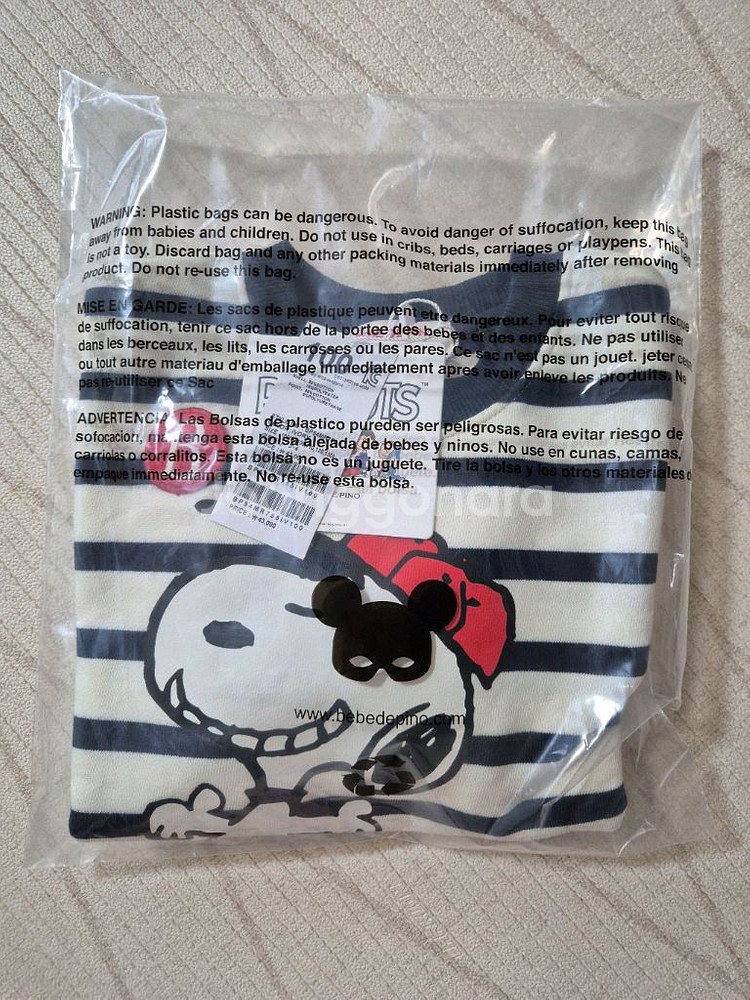 WARNING: Plastic bags can be dangerous. To avoid danger of suffocation, keep this bag
away from babies and children. Do not use in cribs, beds, carriages or playpens. This bag
is not a toy. Discard bag and any other packing materials immediately after removing
product. Do not re-use this bag.
MISE EN GARDE: Les sacs de plastique peuvent etre dangereux. Pour eviter tout risque
de suffocation, tenir ce sac hors de la portee des bebes et des enfants. Ne pas utiliser
dans les berceaux, les lits, les carrosses ou les pares. Ce sac n'est pas un jouet. jeter ce
ou tout autre materiau d'emballage immediatement apres avoir enleve les produits. Ne
pas re-utiliser ce Sac
ADVERTENCIA: Las Bolsas de plastico pureden ser peligrosas. Para evitar riesgo de
sofocacion, mantenga esta bolsa alejada de bebes y ninos. No use en cunas, camas,
carriolas o corralitos. Esta bolsa no es un juguete. Tire la bolsa y los otros materiales d
empaque immediatamente. No re-use esta bolsa.
PINO
BP54MR765IV100
PRICE : ₩ 43,000
www.bebedepino.com